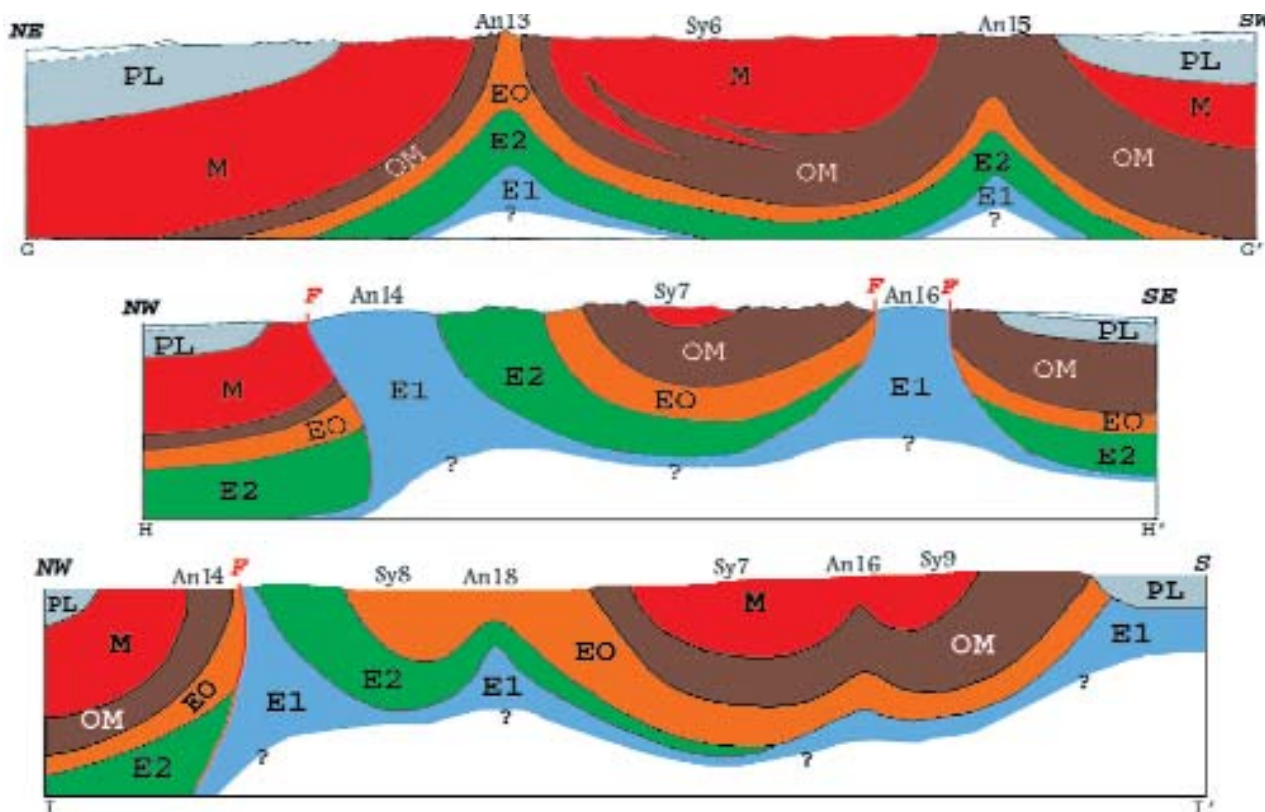 NE An13 Sy6 An15 SW
PL M OM EO E2 E1 ? M OM E2 E1 ? OM PL M
G G'
NW F An14 Sy7 F An16 F SE
PL M EO E2 E1 ? E2 EO OM ? E1 ? OM PL EO E2
H H'
NW An14 F Sy8 An18 Sy7 An16 Sy9 S
PL M OM EO E2 E1 ? E2 E1 ? EO M ? OM ? E1 PL
I I'